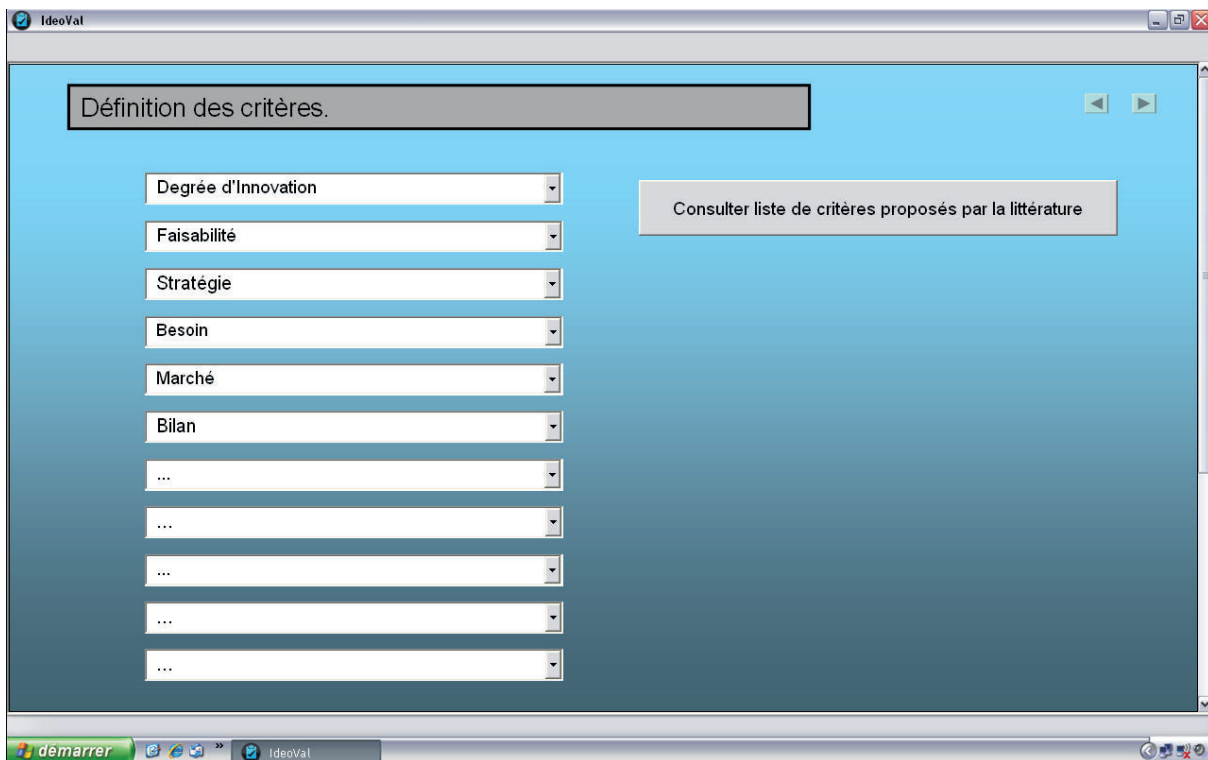 IdeoVal
Définition des critères.
Degrée d'Innovation
Consulter liste de critères proposés par la littérature
Faisabilité
Stratégie
Besoin
Marché
Bilan
...
...
...
...
...
démarrer
»
IdeoVal